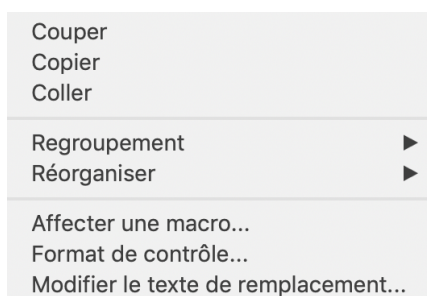 Couper
Copier
Coller
Regroupement
Réorganiser
Affecter une macro...
Format de contrôle...
Modifier le texte de remplacement...